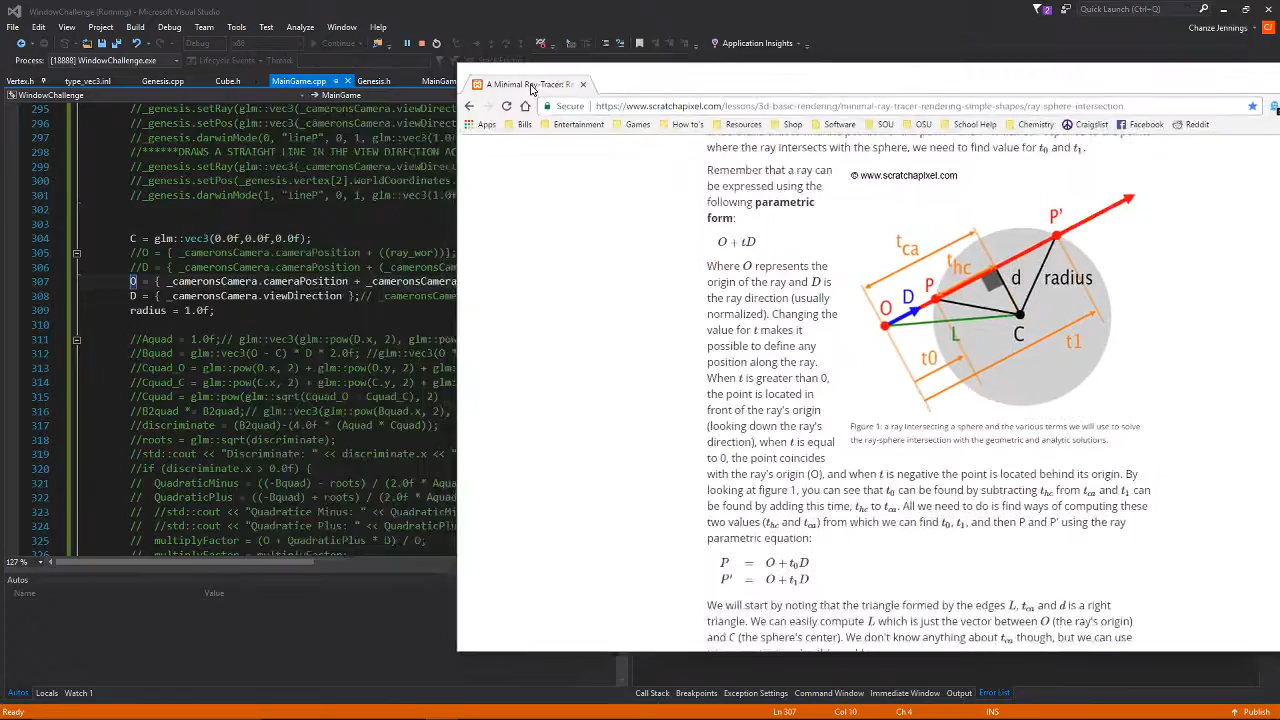 WindowChallenge (Running) - Microsoft Visual Studio
2
Quick Launch (Ctrl+Q)
File Edit View Project Build Debug Team Tools Test Analyze Window Help
Chanze Jennings
CJ
Debug x86 Continue Application Insights
Process: [18888] WindowChallenge.exe Lifecycle Events Thread:
Vertex.h type_vec3.inl Genesis.cpp Cube.h MainGame.cpp Genesis.h
WindowChallenge MainGame
295 //_genesis.setRay(glm::vec3(_cameronsCamera.viewDirec
296
297
298 //******DRAWS A STRAIGHT LINE IN THE VIEW DIRECTION AC
299 //_genesis.setRay(glm::vec3(_cameronsCamera.viewDirec
300 //_genesis.setPos(_genesis.vertex[2].worldCoordinates.
301 //_genesis.darwinMode(1, "lineP", 0, 1, glm::vec3(1.0f
302
303
304 C = glm::vec3(0.0f,0.0f,0.0f);
305 //O = { _cameronsCamera.cameraPosition + ((ray_wor)};
306 //D = { _cameronsCamera.cameraPosition + (_cameronsCam
307 O = { _cameronsCamera.cameraPosition + _cameronsCamera
308 D = { _cameronsCamera.viewDirection };//
309 radius = 1.0f;
310
311 //Aquad = 1.0f;// glm::vec3(glm::pow(D.x, 2) + glm::po
312 //Bquad = glm::vec3(O - C) * D * 2.0f;
313 //Cquad_O = glm::pow(O.x, 2) + glm::pow(O.y, 2) + glm:
314 //Cquad_C = glm::pow(C.x, 2) + glm::pow(C.y, 2) + glm:
315 //Cquad = glm::pow(glm::sqrt(Cquad_O - Cquad_C), 2) -
316 //B2quad *= B2quad;// glm::vec3(glm::pow(Bquad.x, 2),
317 //discriminate = (B2quad)-(4.0f * (Aquad * Cquad));
318 //roots = glm::sqrt(discriminate);
319 //std::cout << "Discriminate: " << discriminate.x <<
320 //if (discriminate.x > 0.0f) {
321 // QuadraticMinus = ((-Bquad) - roots) / (2.0f * Aqua
322 // QuadraticPlus = ((-Bquad) + roots) / (2.0f * Aquad
323 // //std::cout << "Quadratice Minus: " <<
324 // //std::cout << "Quadratic Plus: " <<
325 // multiplyFactor = (O + QuadraticPlus * D) / O;
326
127 %
Autos
Name Value
Autos Locals Watch 1
Call Stack Breakpoints Exception Settings Command Window Immediate Window Output Error List
Ready Ln 307 Col 10 Ch 4 INS Publish
A Minimal Ray-Tracer: Re
Secure https://www.scratchapixel.com/lessons/3d-basic-rendering/minimal-ray-tracer-rendering-simple-shapes/ray-sphere-intersection
Apps Bills Entertainment Games How to's Resources Shop Software SOU OSU School Help Chemistry Craigslist Facebook Reddit
where the ray intersects with the sphere, we need to find value for t0 and t1.
Remember that a ray can
be expressed using the
following parametric
form:
O + tD
Where O represents the
origin of the ray and D is
the ray direction (usually
normalized). Changing the
value for t makes it
possible to define any
position along the ray.
When t is greater than 0,
the point is located in
front of the ray's origin
(looking down the ray's
direction), when t is equal
to 0, the point coincides
© www.scratchapixel.com
P'
tca
thc
d
radius
P
D
O
L
C
t0
t1
Figure 1: a ray intersecting a sphere and the various terms we will use to solve
the ray-sphere intersection with the geometric and analytic solutions.
with the ray's origin (O), and when t is negative the point is located behind its origin. By
looking at figure 1, you can see that t0 can be found by subtracting thc from tca and t1 can
be found by adding this time, thc to tca. All we need to do is find ways of computing these
two values (thc and tca) from which we can find t0, t1, and then P and P' using the ray
parametric equation:
P = O + t0D
P' = O + t1D
We will start by noting that the triangle formed by the edges L, tca and d is a right
triangle. We can easily compute L which is just the vector between O (the ray's origin)
and C (the sphere's center). We don't know anything about tca though, but we can use